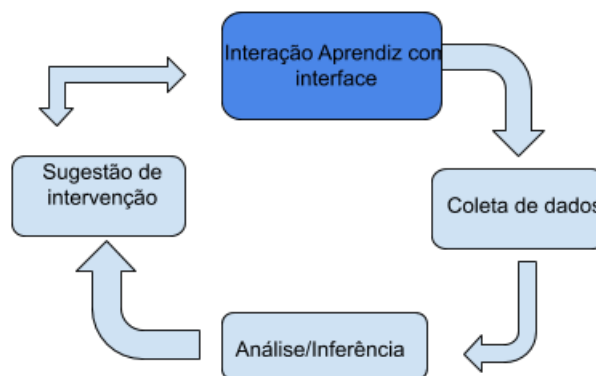 Interação Aprendiz com
interface
Sugestão de
intervenção
Coleta de dados
Análise/Inferência